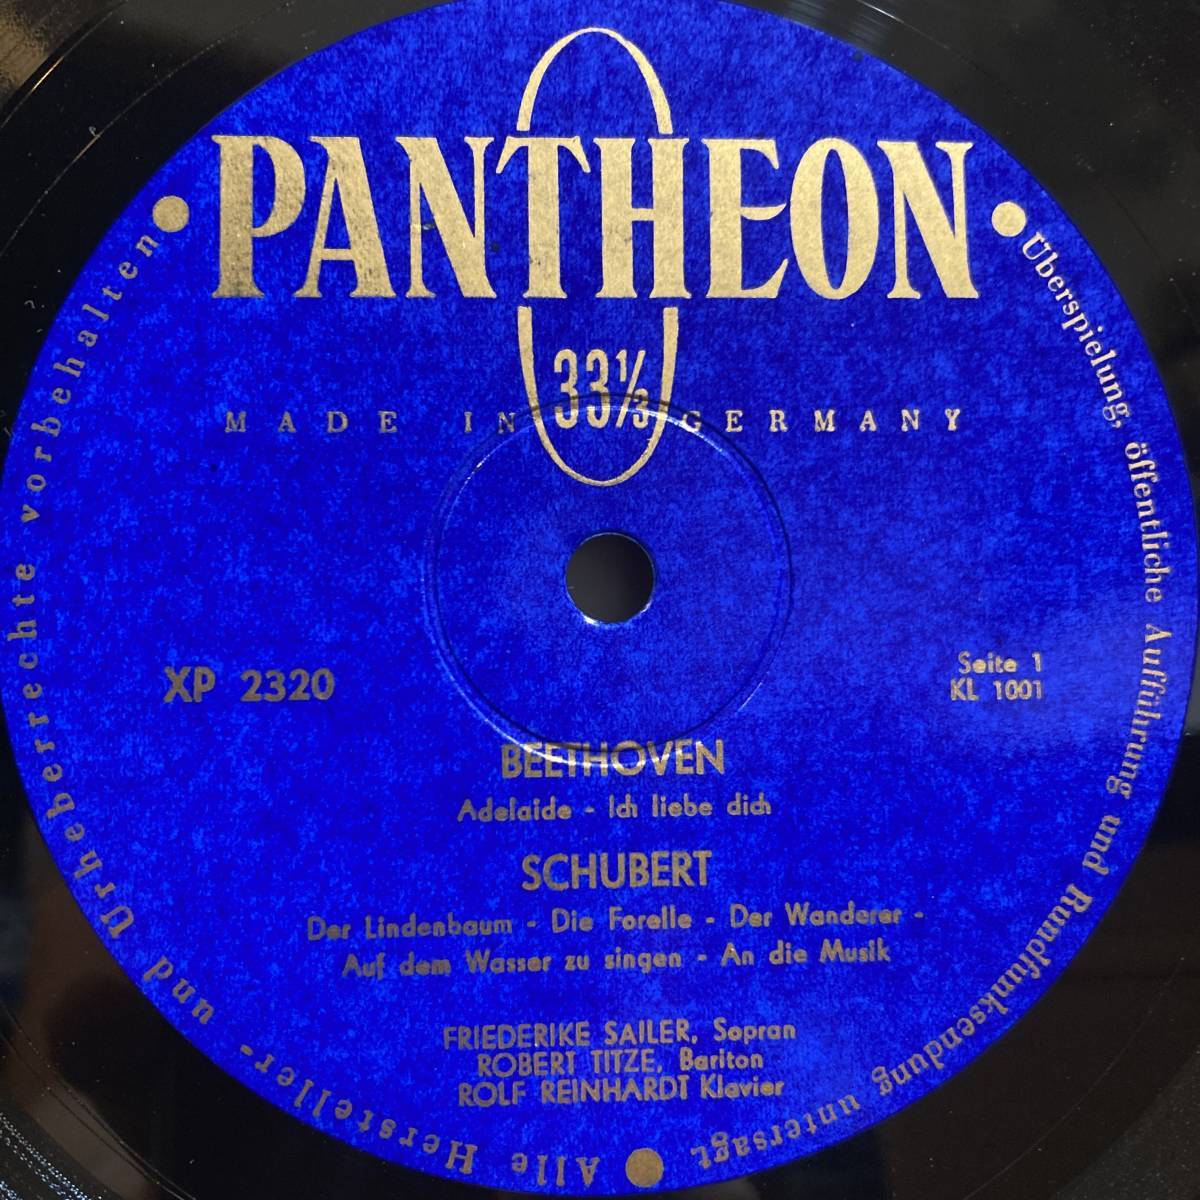 PANTHEON
33⅓
MADE IN GERMANY
XP 2320
Seite 1
KL 1001
BEETHOVEN
Adelaide - Ich liebe dich
SCHUBERT
Der Lindenbaum - Die Forelle - Der Wanderer -
Auf dem Wasser zu singen - An die Musik
FRIEDERIKE SAILER, Sopran
ROBERT TITZE, Bariton
ROLF REINHARDT Klavier
Alle Hersteller- und Urheberrechte vorbehalten
Überspielung, öffentliche Aufführung und Rundfunksendung untersagt.